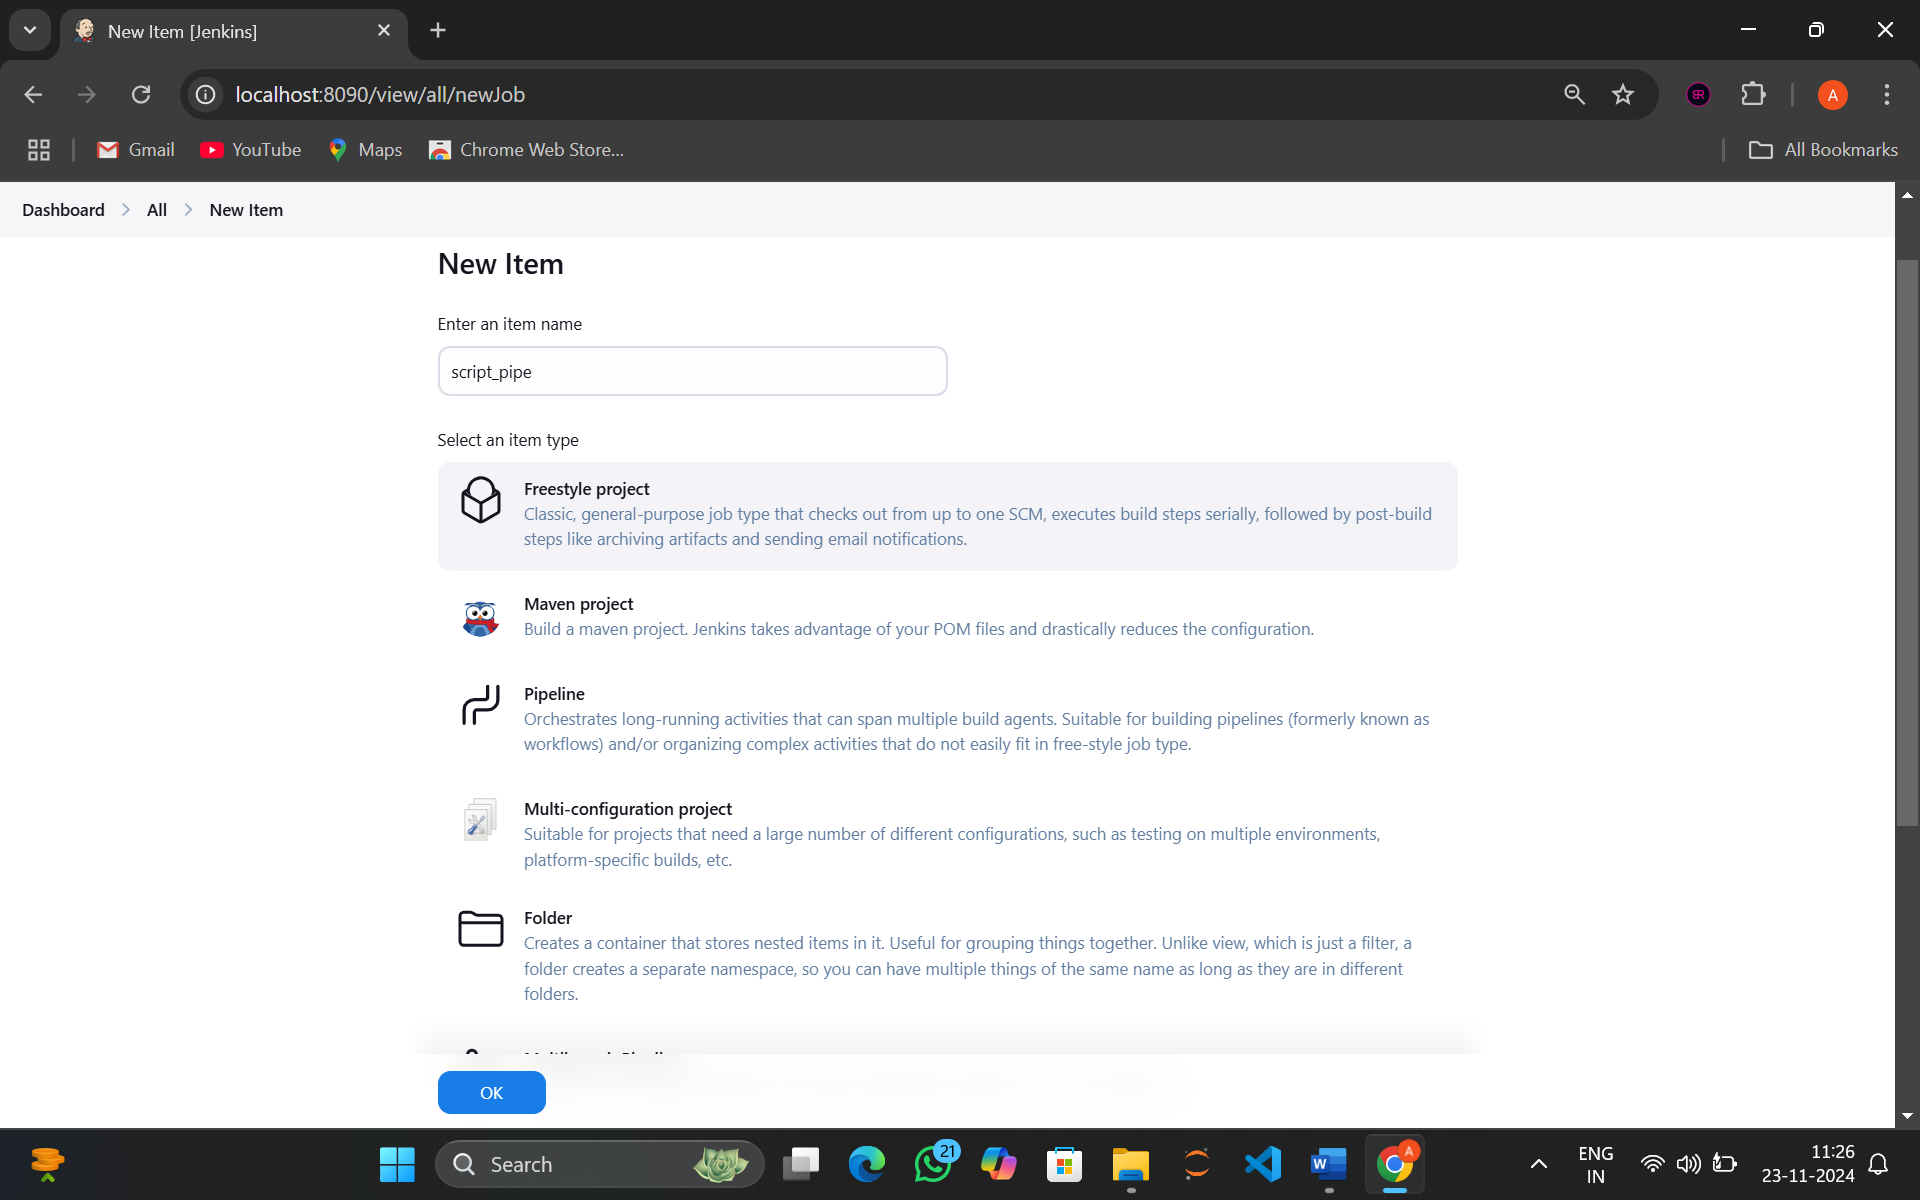 New Item [Jenkins]
localhost:8090/view/all/newJob
A
Gmail
YouTube
Maps
Chrome Web Store...
All Bookmarks
Dashboard
All
New Item
New Item
Enter an item name
script_pipe
Select an item type
Freestyle project
Classic, general-purpose job type that checks out from up to one SCM, executes build steps serially, followed by post-build
steps like archiving artifacts and sending email notifications.
Maven project
Build a maven project. Jenkins takes advantage of your POM files and drastically reduces the configuration.
Pipeline
Orchestrates long-running activities that can span multiple build agents. Suitable for building pipelines (formerly known as
workflows) and/or organizing complex activities that do not easily fit in free-style job type.
Multi-configuration project
Suitable for projects that need a large number of different configurations, such as testing on multiple environments,
platform-specific builds, etc.
Folder
Creates a container that stores nested items in it. Useful for grouping things together. Unlike view, which is just a filter, a
folder creates a separate namespace, so you can have multiple things of the same name as long as they are in different
folders.
OK
Search
21
W
A
ENG
IN
11:26
23-11-2024